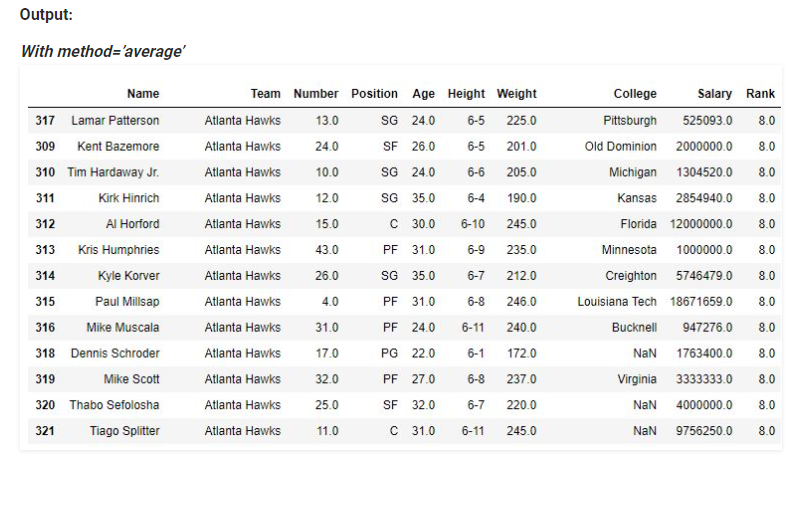 Output:
With method='average'
Name Team Number Position Age Height Weight College Salary Rank
317 Lamar Patterson Atlanta Hawks 13.0 SG 24.0 6-5 225.0 Pittsburgh 525093.0 8.0
309 Kent Bazemore Atlanta Hawks 24.0 SF 26.0 6-5 201.0 Old Dominion 2000000.0 8.0
310 Tim Hardaway Jr. Atlanta Hawks 10.0 SG 24.0 6-6 205.0 Michigan 1304520.0 8.0
311 Kirk Hinrich Atlanta Hawks 12.0 SG 35.0 6-4 190.0 Kansas 2854940.0 8.0
312 Al Horford Atlanta Hawks 15.0 C 30.0 6-10 245.0 Florida 12000000.0 8.0
313 Kris Humphries Atlanta Hawks 43.0 PF 31.0 6-9 235.0 Minnesota 1000000.0 8.0
314 Kyle Korver Atlanta Hawks 26.0 SG 35.0 6-7 212.0 Creighton 5746479.0 8.0
315 Paul Millsap Atlanta Hawks 4.0 PF 31.0 6-8 246.0 Louisiana Tech 18671659.0 8.0
316 Mike Muscala Atlanta Hawks 31.0 PF 24.0 6-11 240.0 Bucknell 947276.0 8.0
318 Dennis Schroder Atlanta Hawks 17.0 PG 22.0 6-1 172.0 NaN 1763400.0 8.0
319 Mike Scott Atlanta Hawks 32.0 PF 27.0 6-8 237.0 Virginia 3333333.0 8.0
320 Thabo Sefolosha Atlanta Hawks 25.0 SF 32.0 6-7 220.0 NaN 4000000.0 8.0
321 Tiago Splitter Atlanta Hawks 11.0 C 31.0 6-11 245.0 NaN 9756250.0 8.0